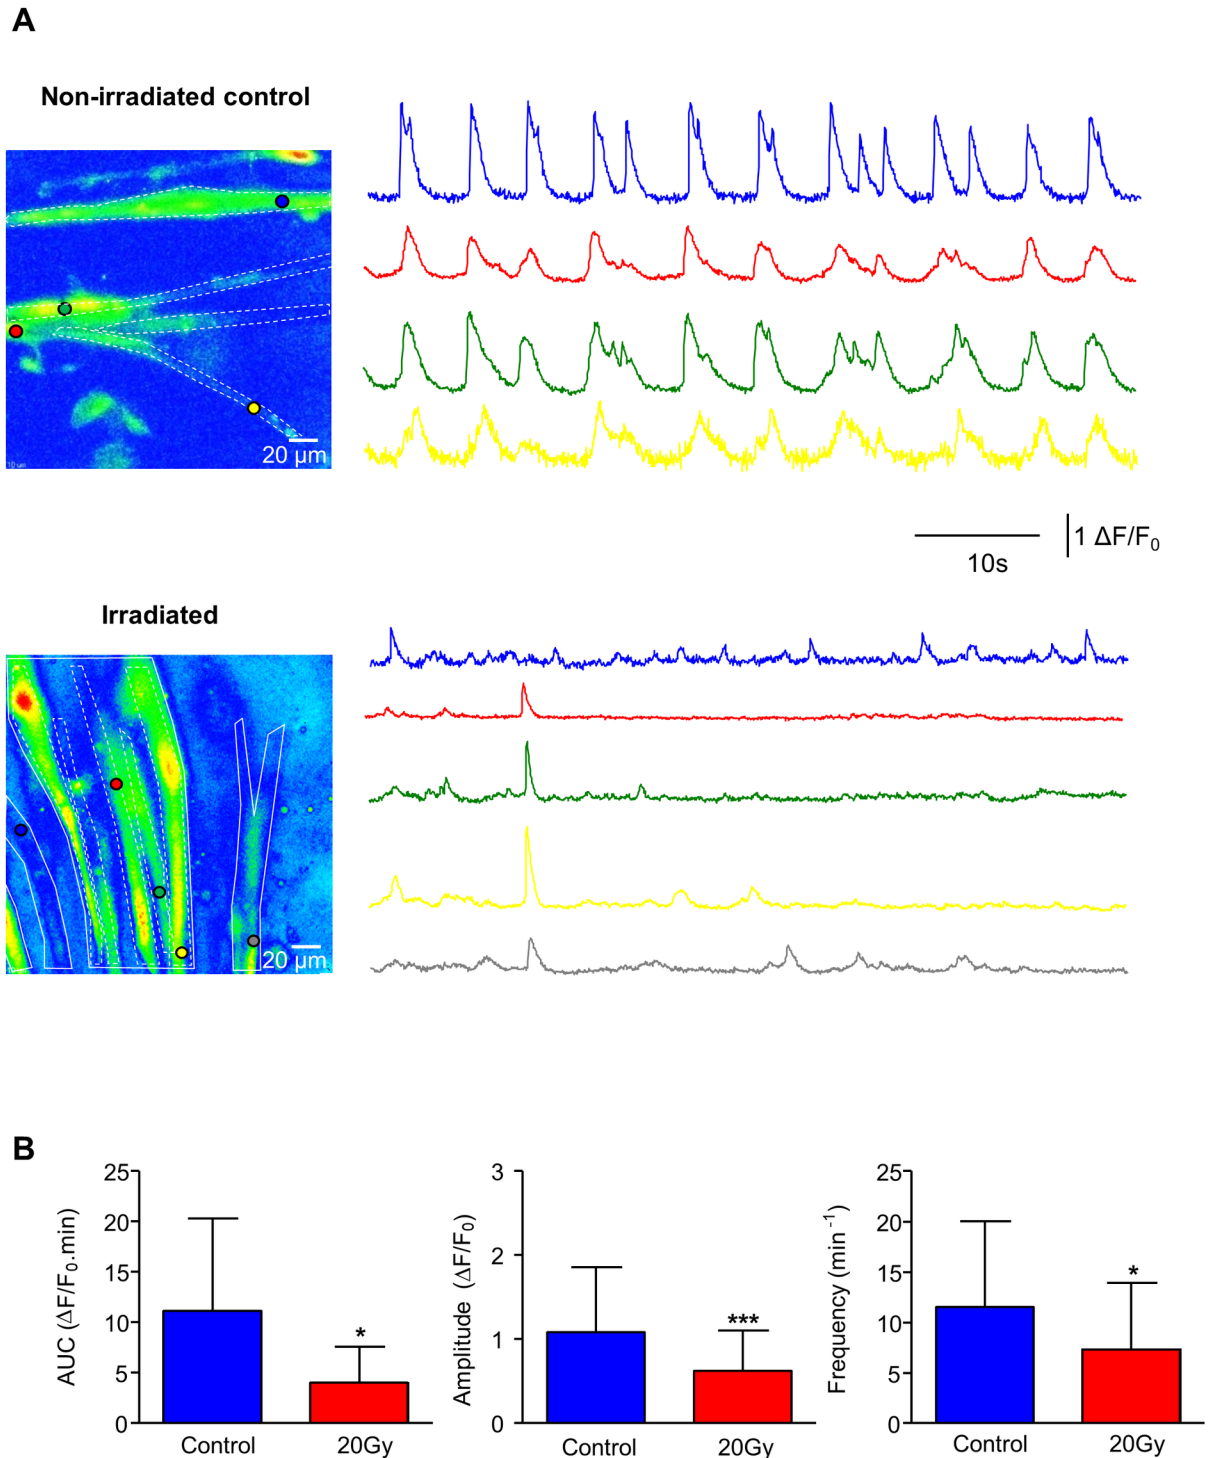 A
Non-irradiated control
20 µm
10 um
1 ΔF/F₀
10s
Irradiated
20 µm
B
25
20
15
10
5
0
AUC (ΔF/F₀.min)
Control
20Gy
*
3
2
1
0
Amplitude (ΔF/F₀)
Control
20Gy
***
25
20
15
10
5
0
Frequency (min⁻¹)
Control
20Gy
*